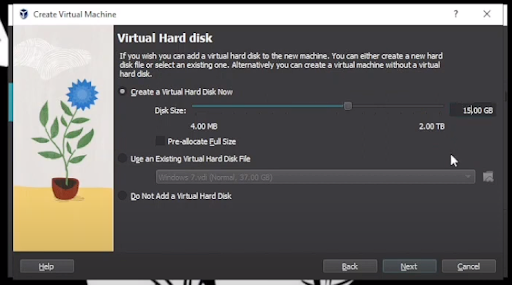 Create Virtual Machine
Virtual Hard disk
If you wish you can add a virtual hard disk to the new machine. You can either create a new hard
disk file or select an existing one. Alternatively you can create a virtual machine without a virtual
hard disk.
Create a Virtual Hard Disk Now
Disk Size:
15,00 GB
4.00 MB
2.00 TB
Pre-allocate Full Size
Use an Existing Virtual Hard Disk File
Windows 7.vdi (Normal, 37.00 GB)
Do Not Add a Virtual Hard Disk
Help
Back
Next
Cancel